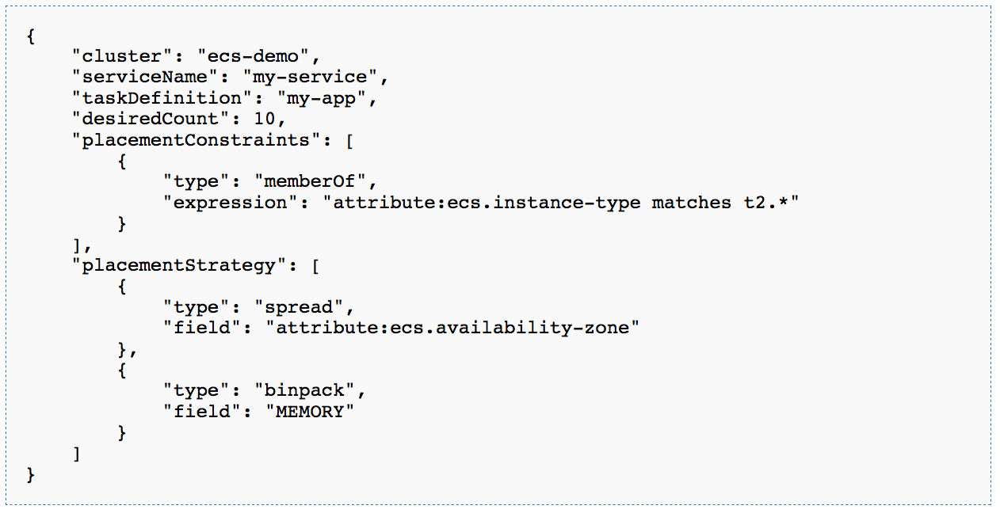 {
    "cluster": "ecs-demo",
    "serviceName": "my-service",
    "taskDefinition": "my-app",
    "desiredCount": 10,
    "placementConstraints": [
        {
            "type": "memberOf",
            "expression": "attribute:ecs.instance-type matches t2.*"
        }
    ],
    "placementStrategy": [
        {
            "type": "spread",
            "field": "attribute:ecs.availability-zone"
        },
        {
            "type": "binpack",
            "field": "MEMORY"
        }
    ]
}